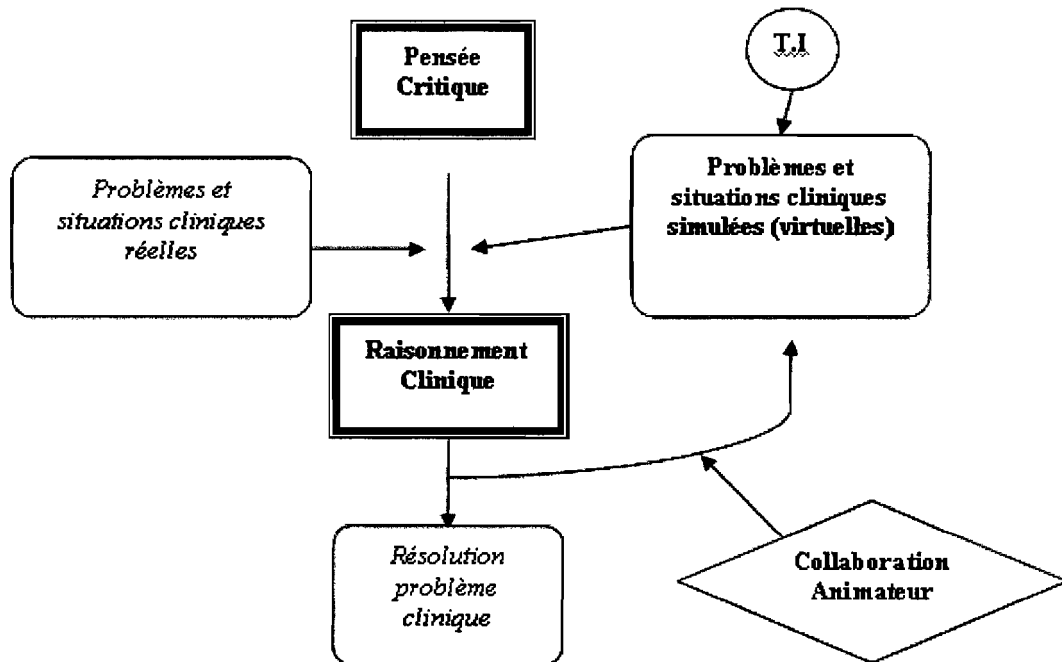 Pensée
Critique
T.I
Problèmes et
situations cliniques
réelles
Problèmes et
situations cliniques
simulées (virtuelles)
Raisonnement
Clinique
Résolution
problème
clinique
Collaboration
Animateur